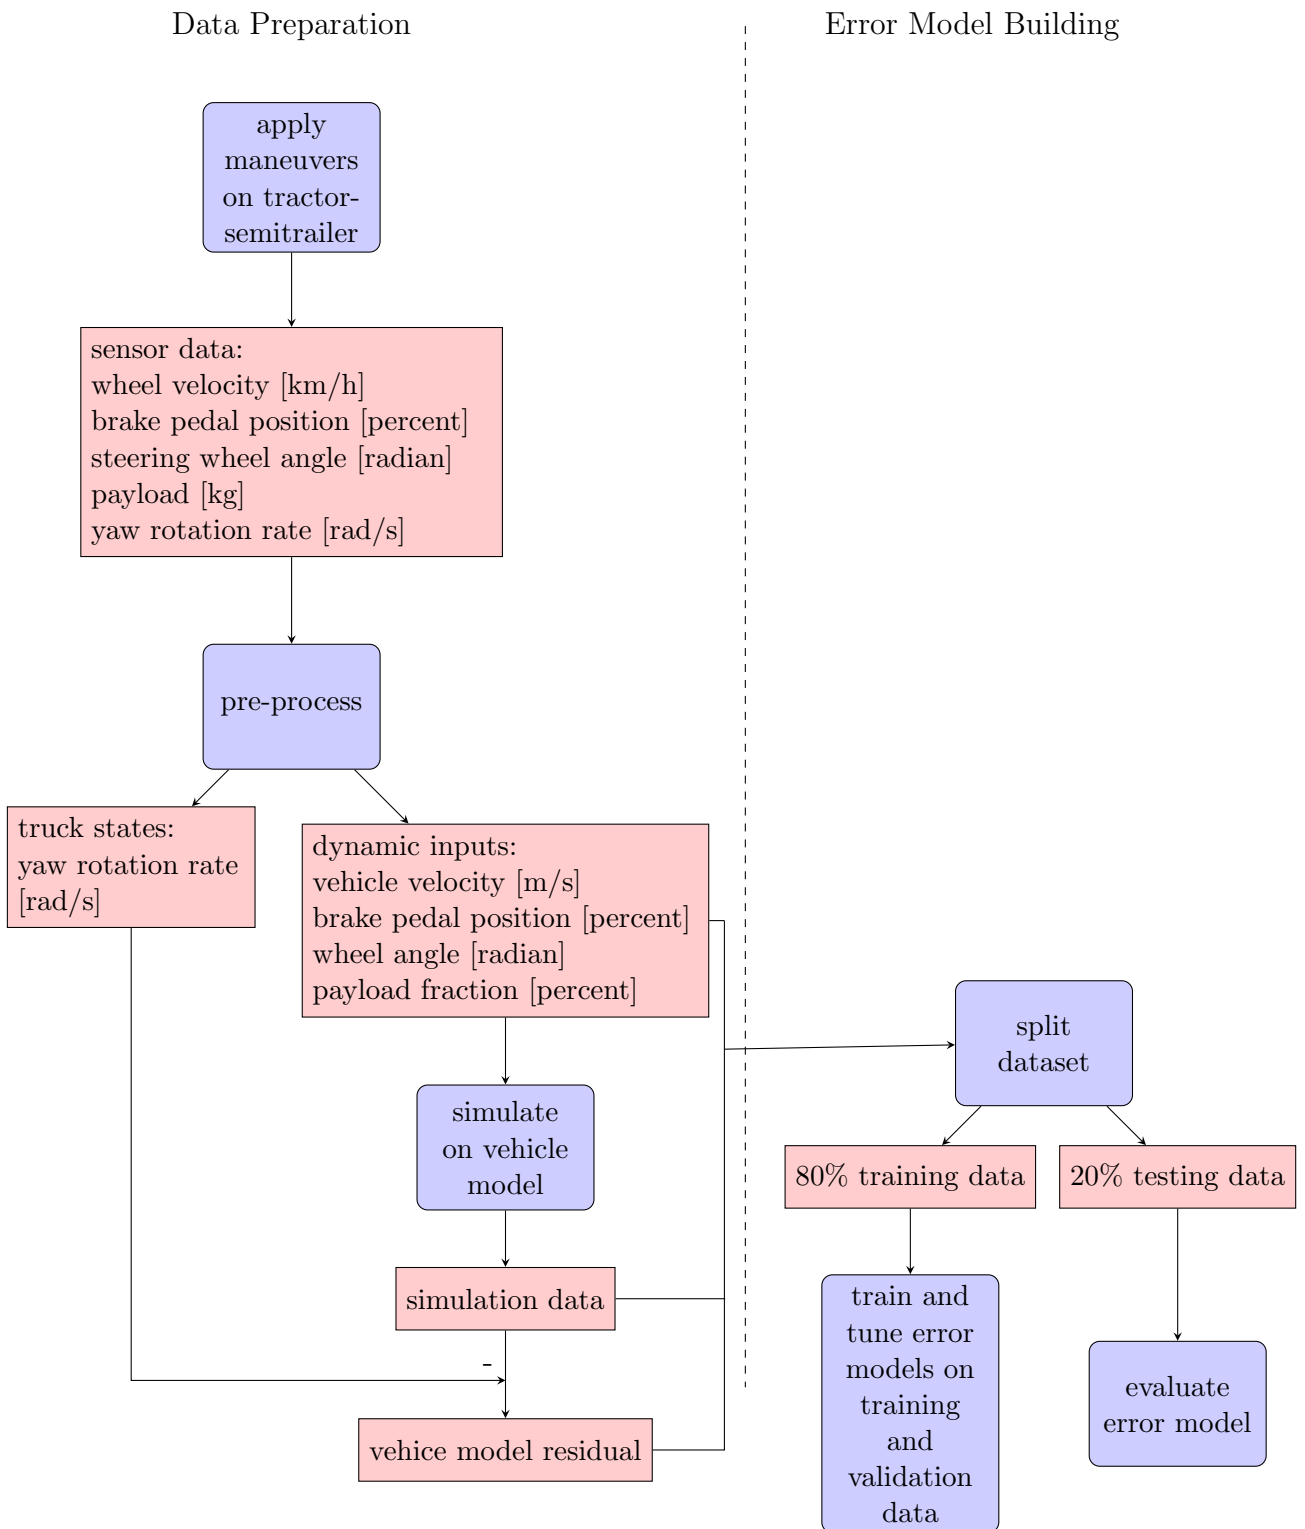 Data Preparation
Error Model Building
apply
maneuvers
on tractor-
semitrailer
sensor data:
wheel velocity [km/h]
brake pedal position [percent]
steering wheel angle [radian]
payload [kg]
yaw rotation rate [rad/s]
pre-process
truck states:
yaw rotation rate
[rad/s]
dynamic inputs:
vehicle velocity [m/s]
brake pedal position [percent]
wheel angle [radian]
payload fraction [percent]
simulate
on vehicle
model
simulation data
-
vehice model residual
split
dataset
80% training data
20% testing data
train and
tune error
models on
training
and
validation
data
evaluate
error model